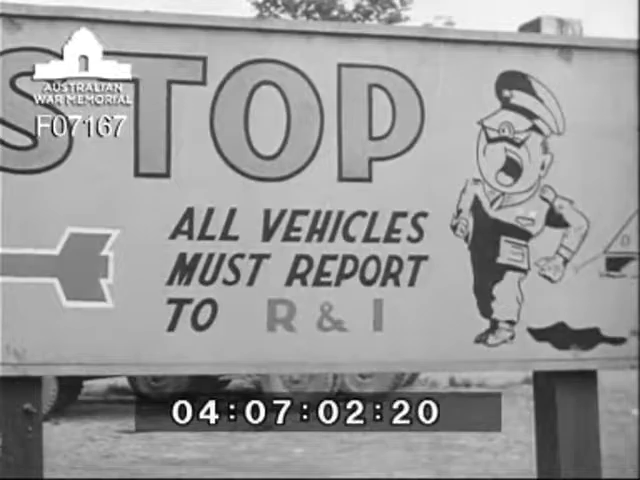 STOP
AUSTRALIAN
WAR MEMORIAL
F07167
ALL VEHICLES
MUST REPORT
TO R & I
04:07:02:20